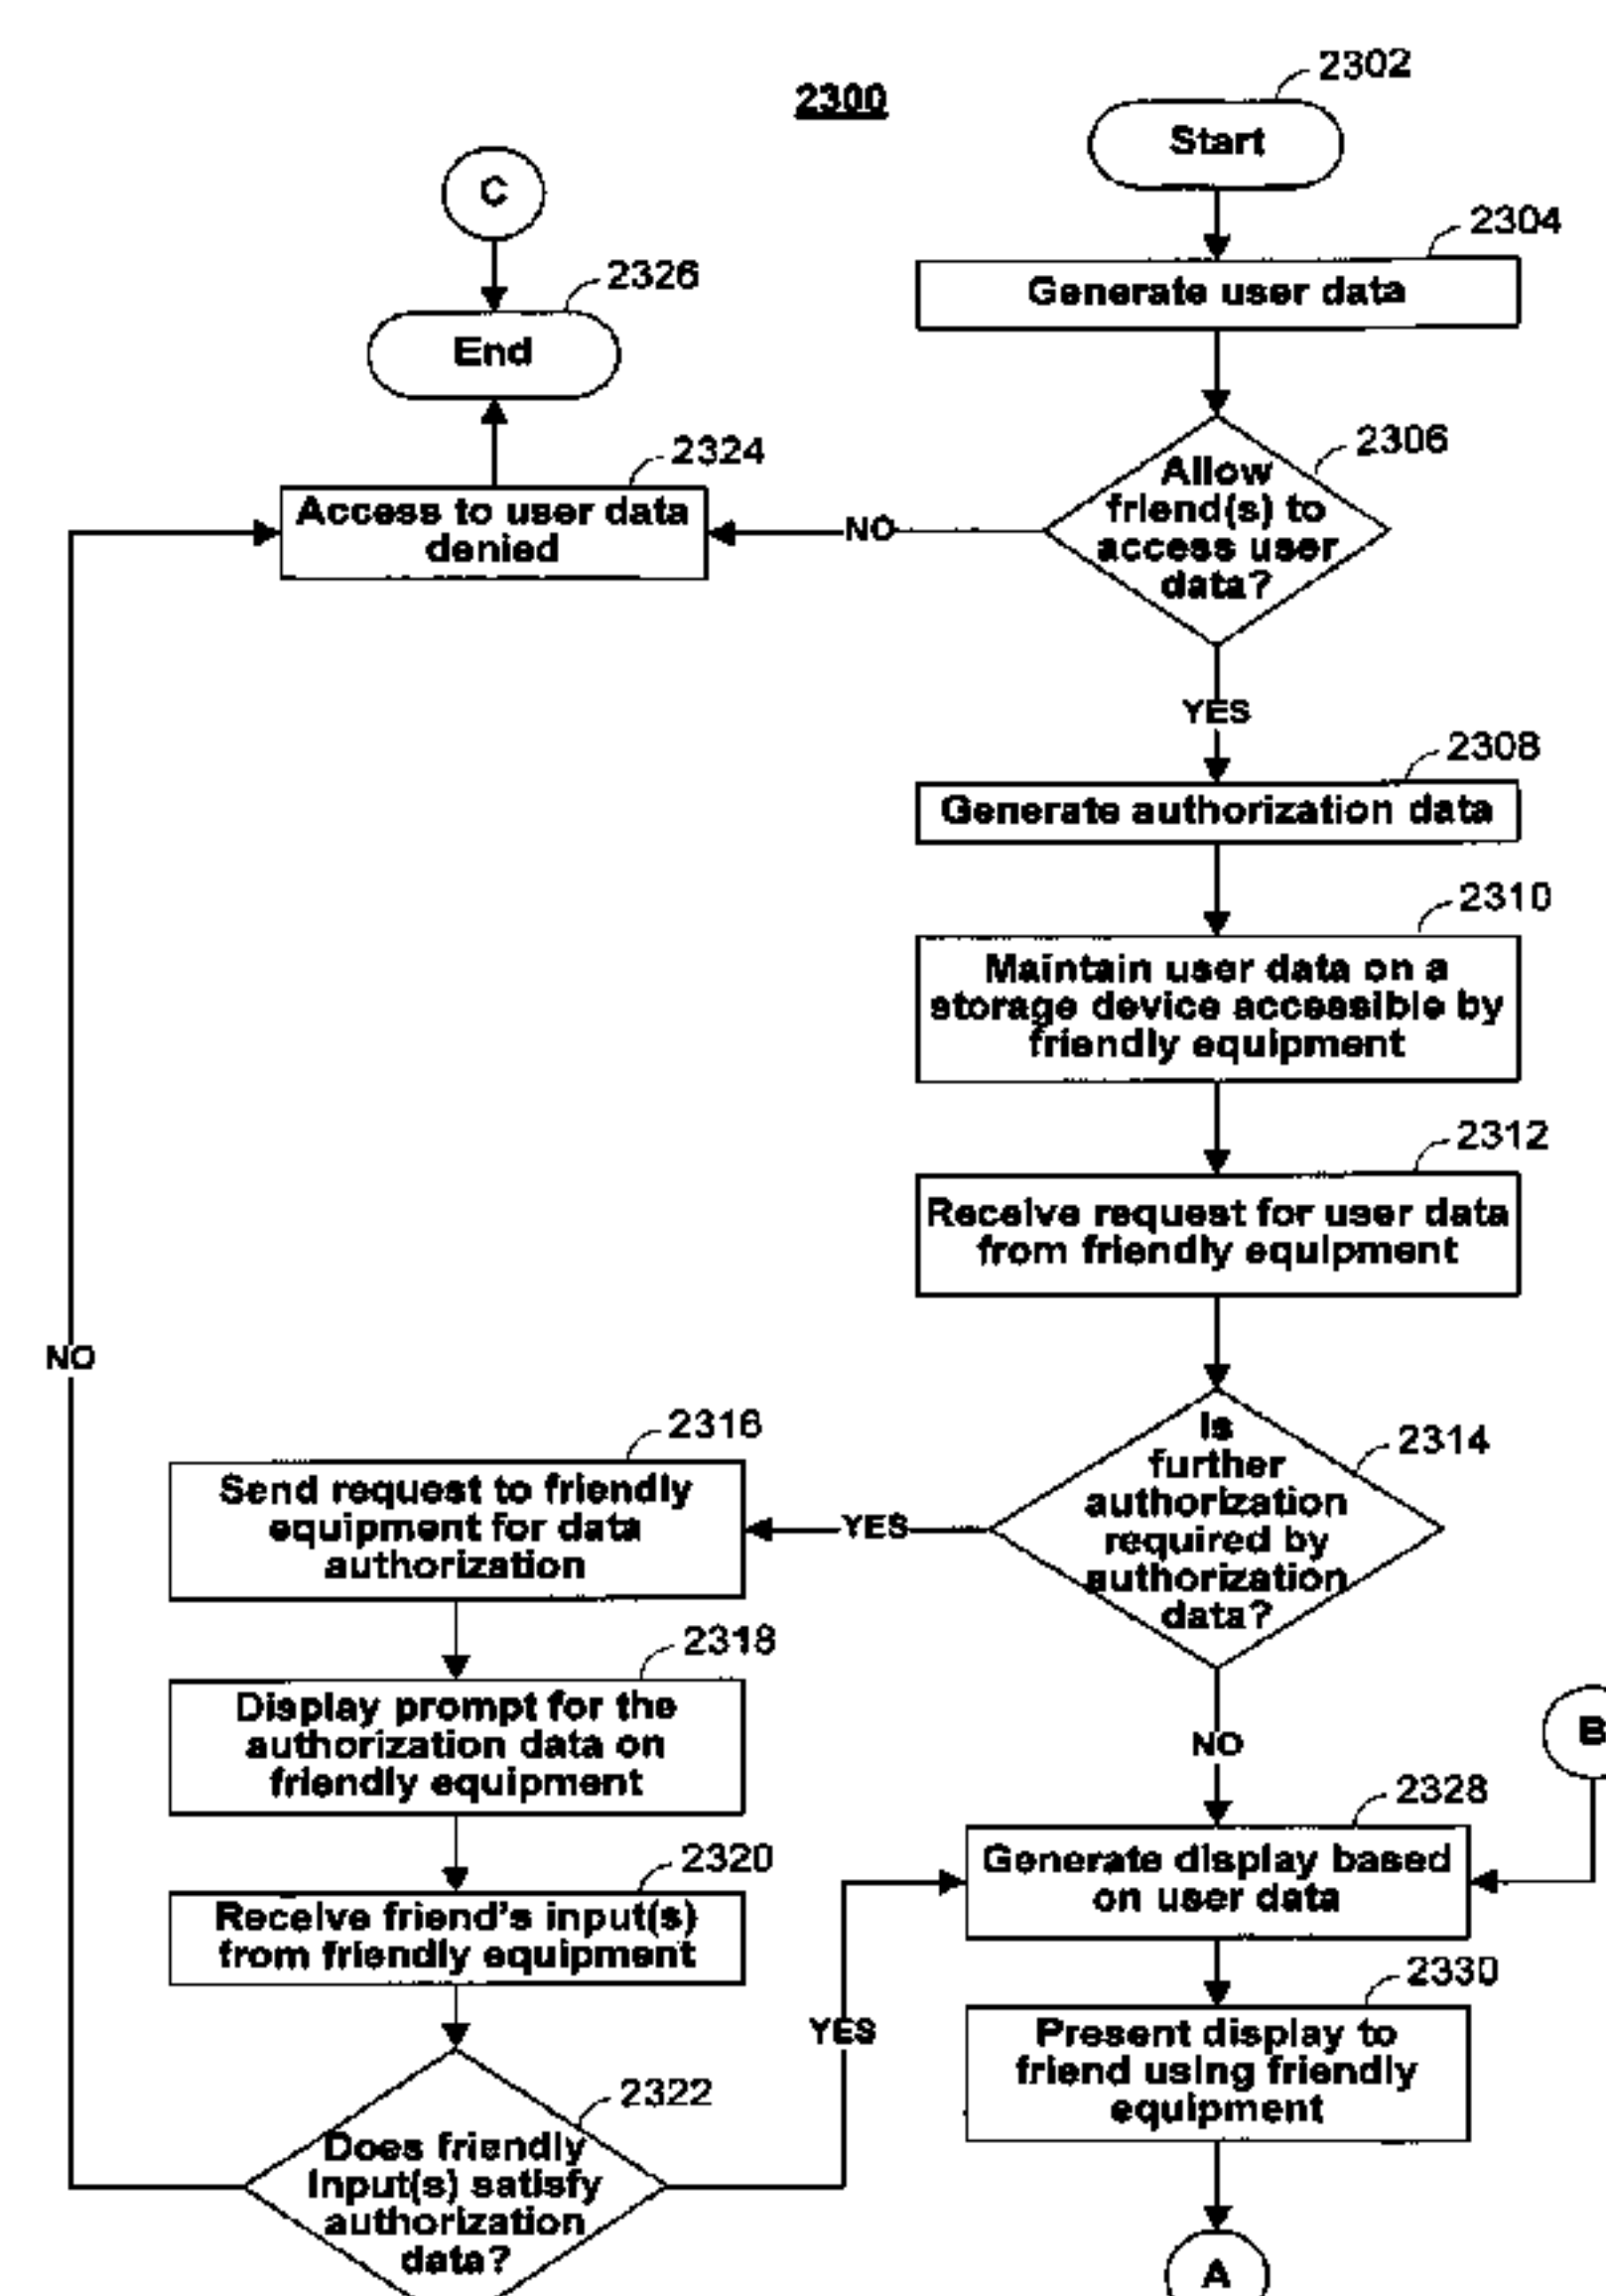 2300
2302
Start
C
2304
Generate user data
2326
End
2306
Allow
friend(s) to
access user
data?
2324
Access to user data
denied
NO
YES
2308
Generate authorization data
2310
Maintain user data on a
storage device accessible by
friendly equipment
2312
Receive request for user data
from friendly equipment
NO
2314
Is
further
authorization
required by
authorization
data?
YES
2316
Send request to friendly
equipment for data
authorization
2318
Display prompt for the
authorization data on
friendly equipment
NO
B
2328
Generate display based
on user data
2320
Receive friend's input(s)
from friendly equipment
2330
Present display to
friend using friendly
equipment
YES
2322
Does friendly
Input(s) satisfy
authorization
data?
A